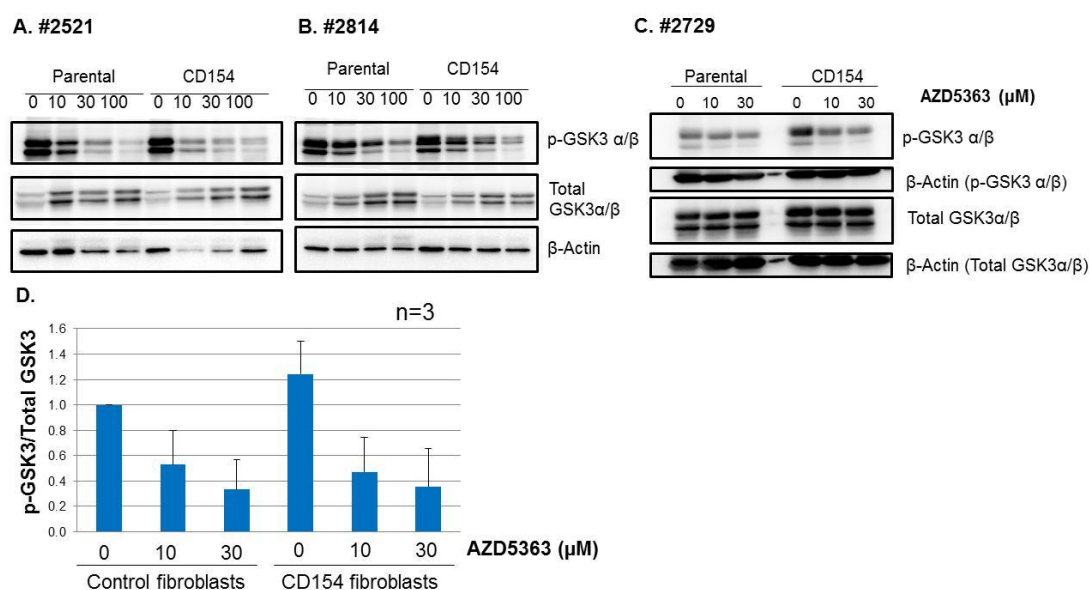 A. #2521
Parental CD154
0 10 30 100 0 10 30 100
B. #2814
Parental CD154
0 10 30 100 0 10 30 100
p-GSK3 α/β
Total
GSK3α/β
β-Actin
C. #2729
Parental CD154
0 10 30 0 10 30
AZD5363 (µM)
p-GSK3 α/β
β-Actin (p-GSK3 α/β)
Total GSK3α/β
β-Actin (Total GSK3α/β)
D.
n=3
p-GSK3/Total GSK3
1.6
1.4
1.2
1.0
0.8
0.6
0.4
0.2
0.0
0 10 30 0 10 30
AZD5363 (µM)
Control fibroblasts CD154 fibroblasts